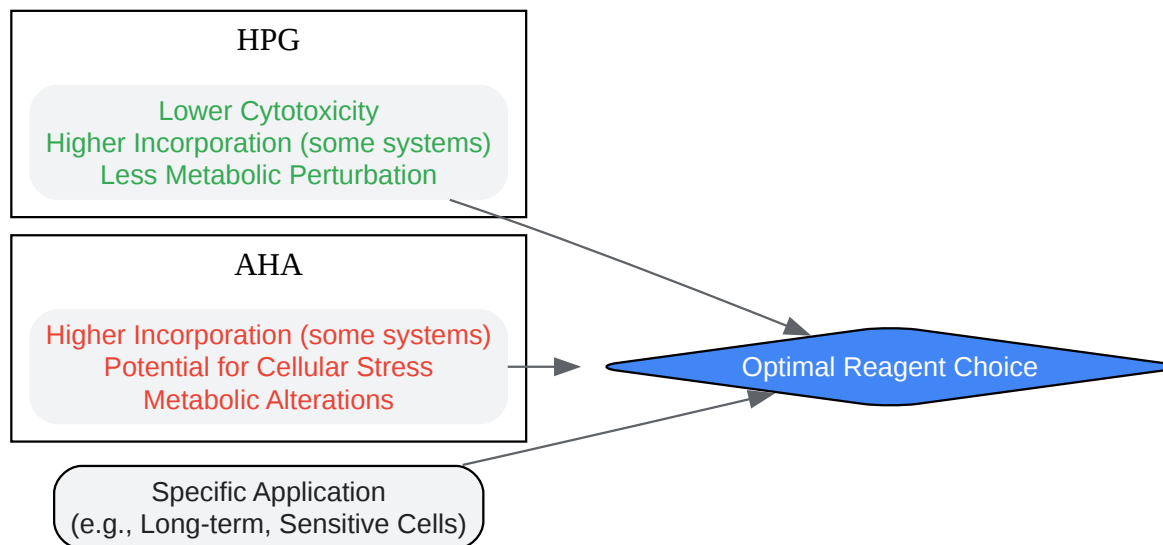 HPG
Lower Cytotoxicity
Higher Incorporation (some systems)
Less Metabolic Perturbation
AHA
Higher Incorporation (some systems)
Potential for Cellular Stress
Metabolic Alterations
Optimal Reagent Choice
Specific Application
(e.g., Long-term, Sensitive Cells)